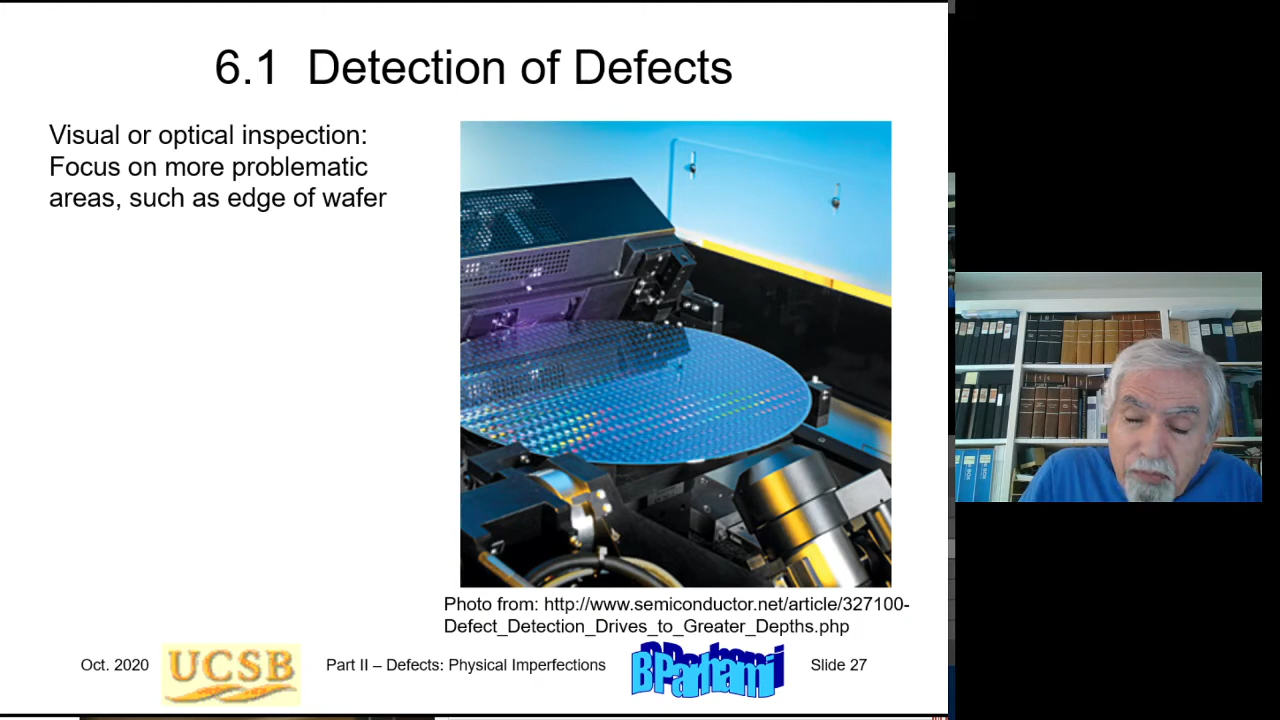 6.1 Detection of Defects
Visual or optical inspection:
Focus on more problematic
areas, such as edge of wafer
Photo from: http://www.semiconductor.net/article/327100-
Defect_Detection_Drives_to_Greater_Depths.php
Oct. 2020
UCSB
Part II – Defects: Physical Imperfections
BParhami
Slide 27